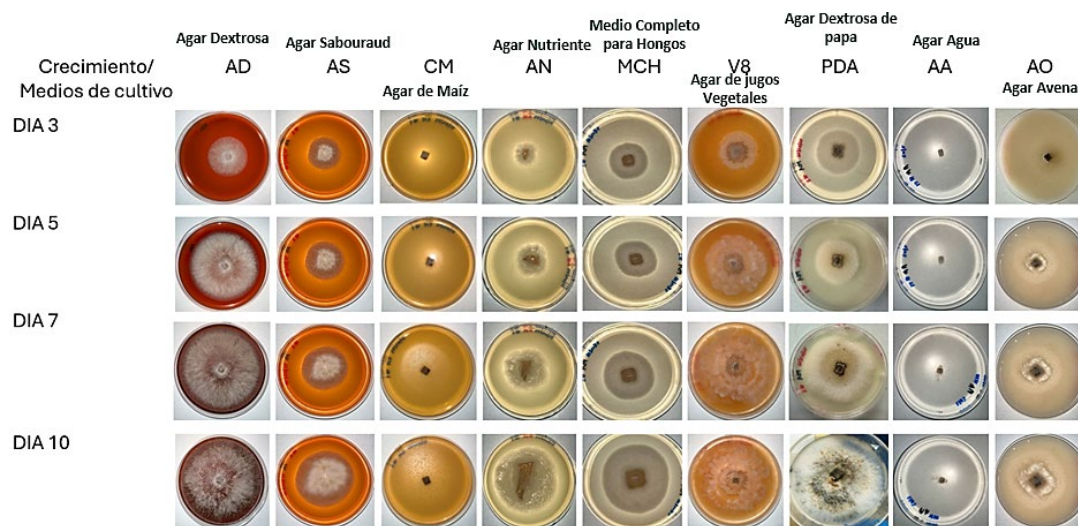 Agar Dextrosa
AD
Agar Sabouraud
AS
CM
Agar de Maíz
Agar Nutriente
AN
Medio Completo
para Hongos
MCH
V8
Agar de jugos
Vegetales
Agar Dextrosa de
papa
PDA
Agar Agua
AA
AO
Agar Avena
Crecimiento/
Medios de cultivo
DIA 3
DIA 5
DIA 7
DIA 10